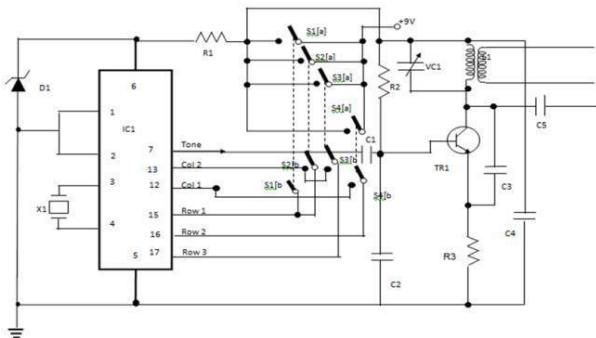 +9V
S1[a]
R1
S2[a]
S3[a]
VC1
R2
D1
6
1
IC1
S4[a]
C1
C5
7
Tone
2
13
Col 2
S2[b
S3[b
TR1
3
12
Col 1
S1[b
S4[b
C3
X1
15
Row 1
4
16
Row 2
C4
5
17
Row 3
R3
C2